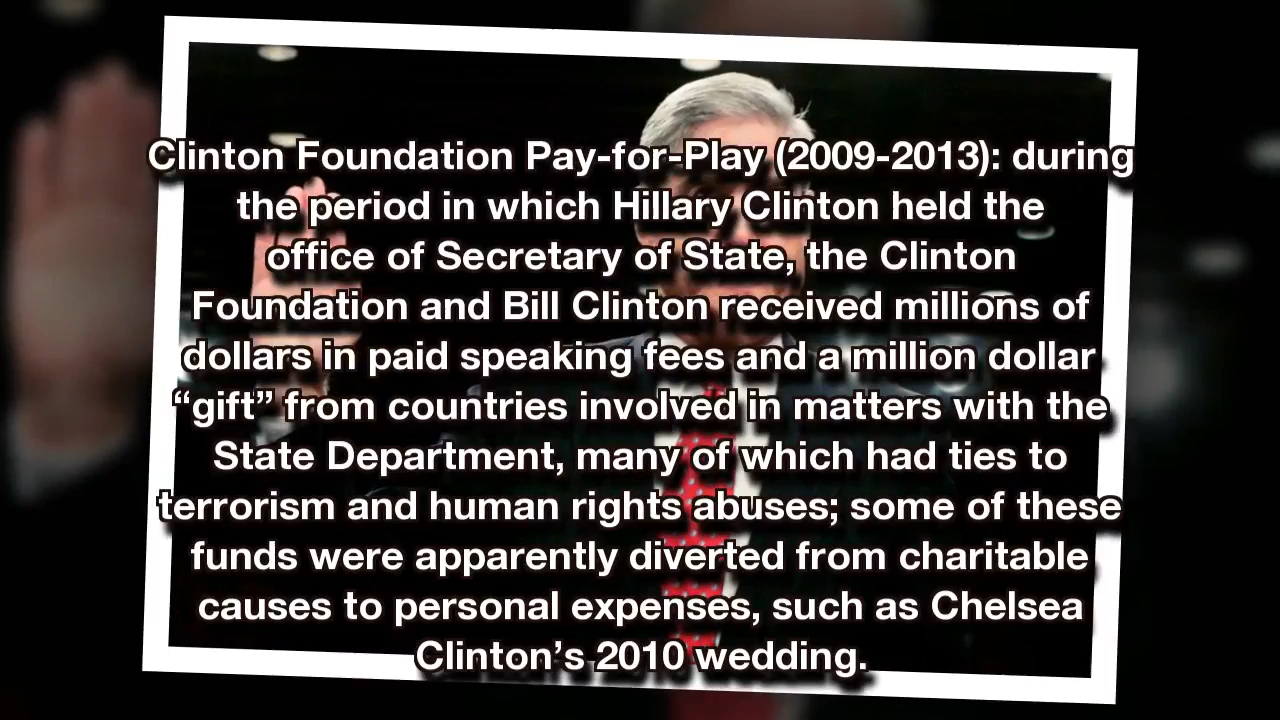 Clinton Foundation Pay-for-Play (2009-2013): during
the period in which Hillary Clinton held the
office of Secretary of State, the Clinton
Foundation and Bill Clinton received millions of
dollars in paid speaking fees and a million dollar
“gift” from countries involved in matters with the
State Department, many of which had ties to
terrorism and human rights abuses; some of these
funds were apparently diverted from charitable
causes to personal expenses, such as Chelsea
Clinton’s 2010 wedding.